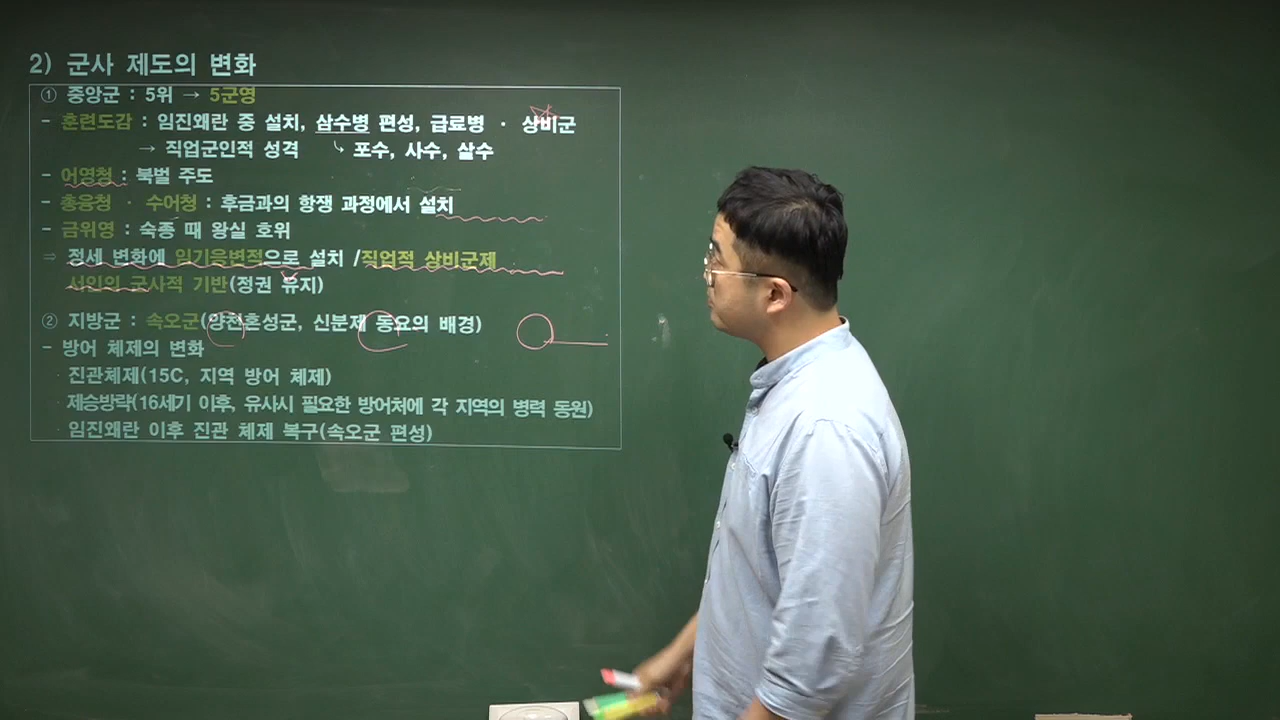 2) 군사 제도의 변화
① 중앙군 : 5위 → 5군영
- 훈련도감 : 임진왜란 중 설치, 삼수병 편성, 급료병 · 상비군
→ 직업군인적 성격 ↳ 포수, 사수, 살수
- 어영청 : 북벌 주도
- 총융청 · 수어청 : 후금과의 항쟁 과정에서 설치
- 금위영 : 숙종 때 왕실 호위
⇒ 정세 변화에 임기응변적으로 설치 / 직업적 상비군제
서인의 군사적 기반(정권 유지)
② 지방군 : 속오군(양천혼성군, 신분제 동요의 배경)
- 방어 체제의 변화
· 진관체제(15C, 지역 방어 체제)
· 제승방략(16세기 이후, 유사시 필요한 방어처에 각 지역의 병력 동원)
· 임진왜란 이후 진관 체제 복구(속오군 편성)